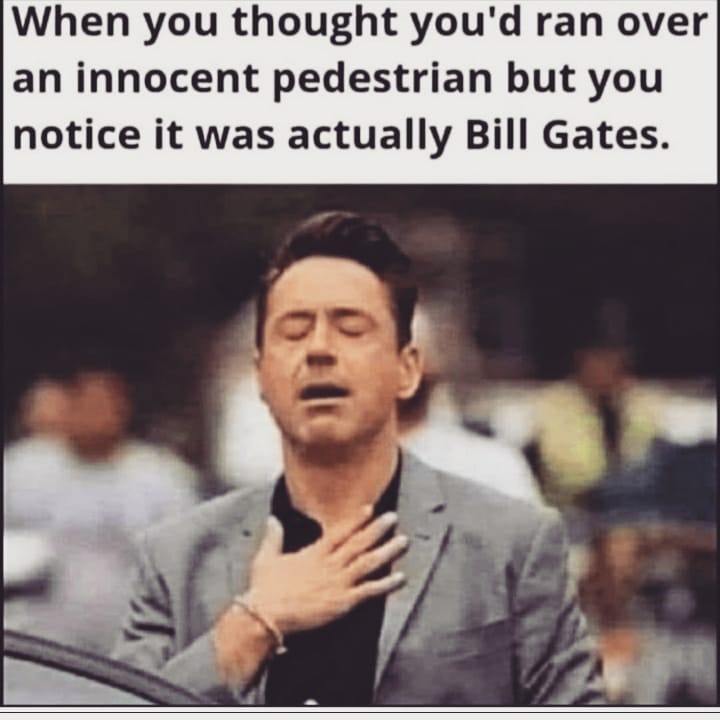 When you thought you'd ran over
an innocent pedestrian but you
notice it was actually Bill Gates.